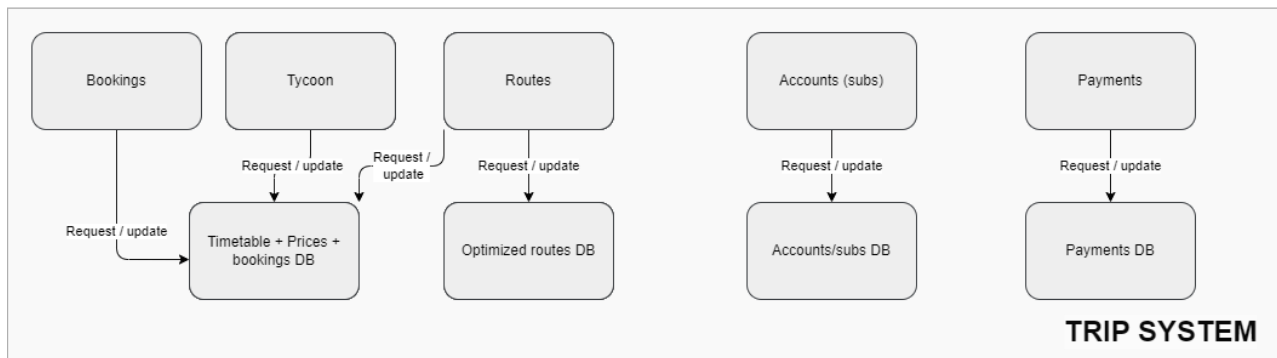 Bookings
Tycoon
Routes
Accounts (subs)
Payments
Request / update
Request /
update
Request / update
Request / update
Request / update
Request / update
Timetable + Prices +
bookings DB
Optimized routes DB
Accounts/subs DB
Payments DB
TRIP SYSTEM